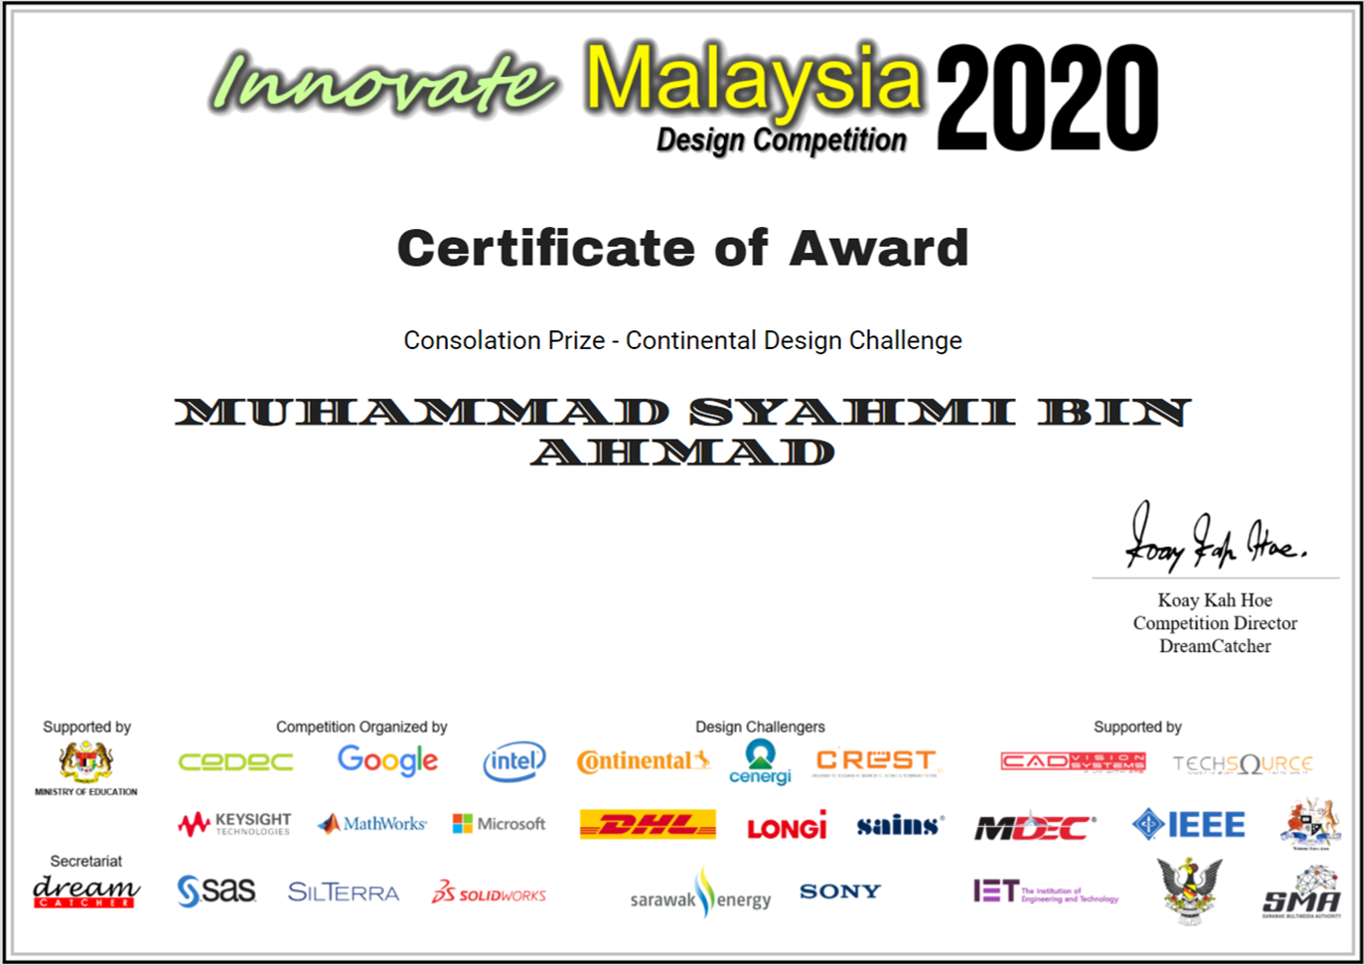 Innovate Malaysia 2020
Design Competition
Certificate of Award
Consolation Prize - Continental Design Challenge
MUHAMMAD SYAHMI BIN
AHMAD
Koay Kah Hoe.
Koay Kah Hoe
Competition Director
DreamCatcher
Supported by
MINISTRY OF EDUCATION
Secretariat
dream
CATCHER
Competition Organized by
CEDEC Google intel
KEYSIGHT
TECHNOLOGIES
MathWorks® Microsoft
sas SILTERRA SOLIDWORKS
Design Challengers
Continental cenergi CREST
DHL LONGi sains®
sarawak energy SONY
Supported by
CADVISION
SYSTEMS
TECHSOURCE
MDEC® IEEE
IET The Institution of
Engineering and Technology
SMA
SARAWAK MULTIMEDIA AUTHORITY